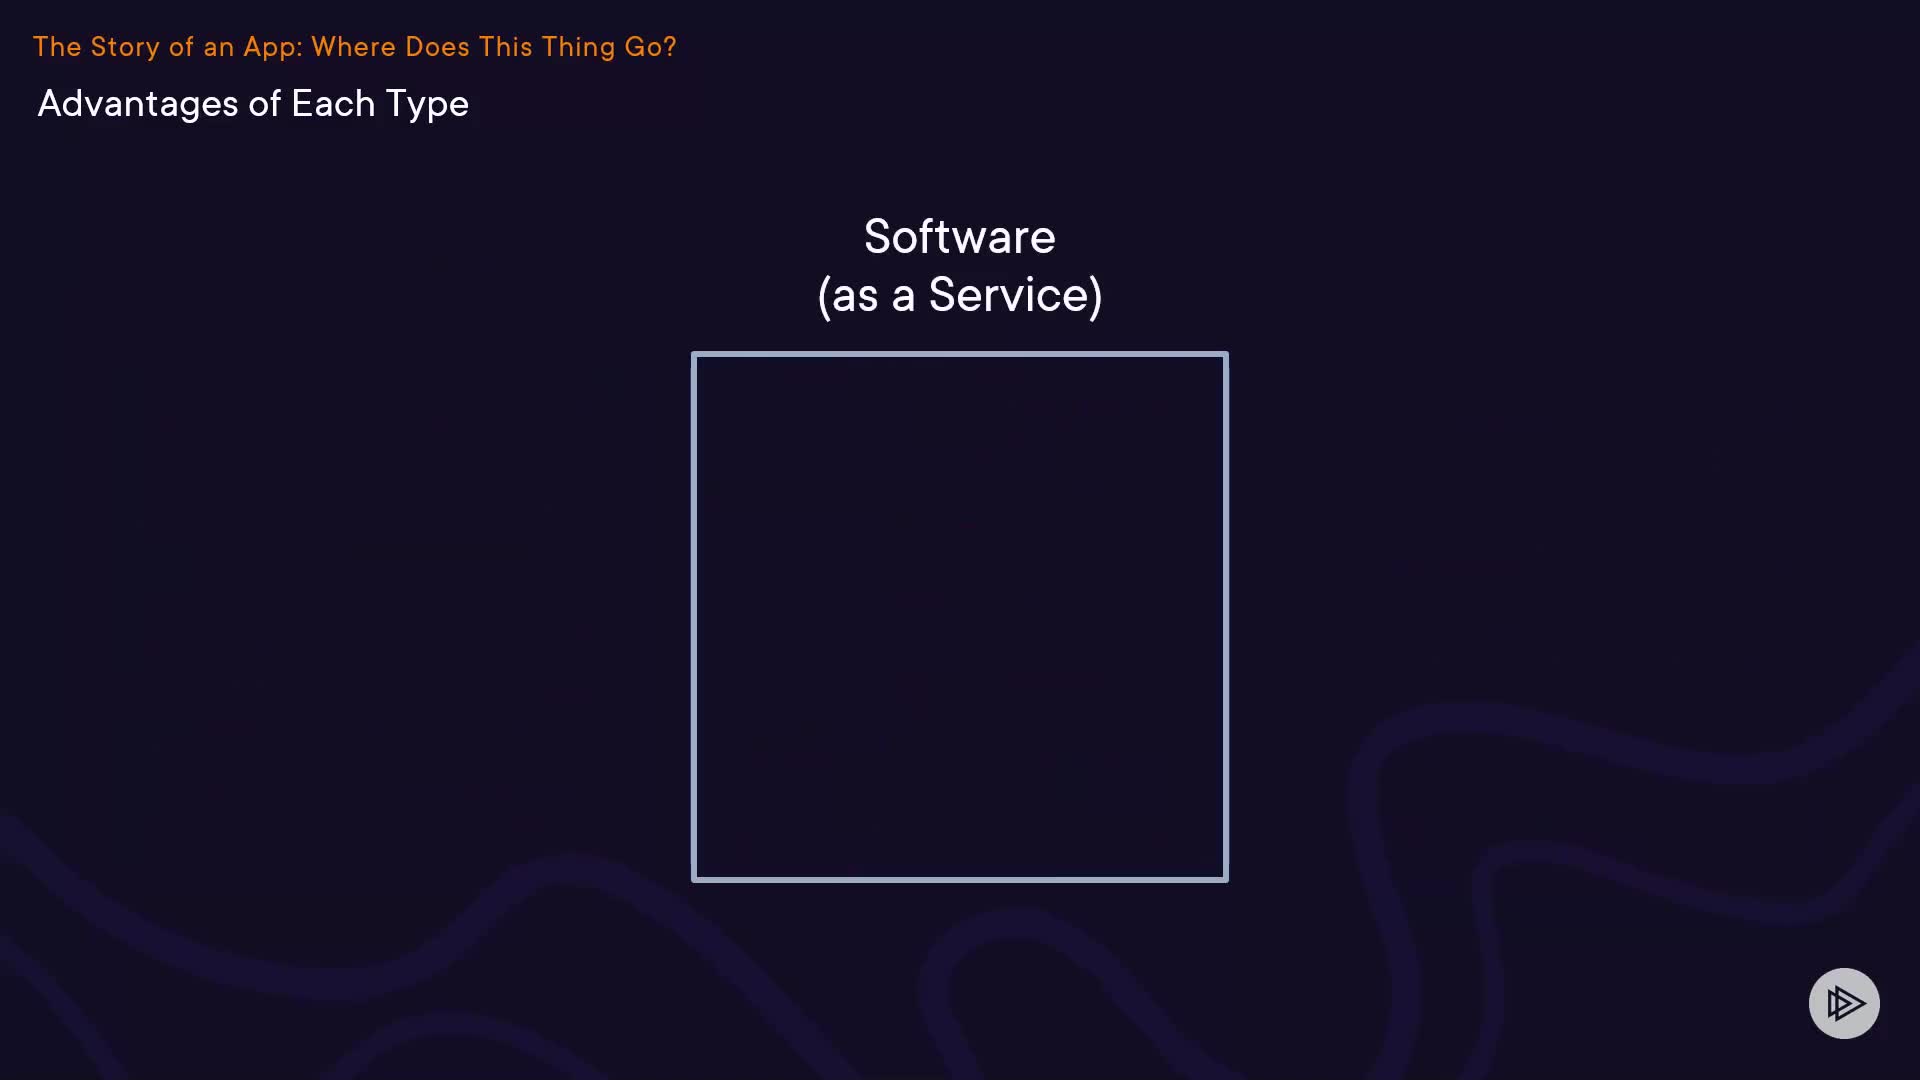 The Story of an App: Where Does This Thing Go?
Advantages of Each Type
Software
(as a Service)